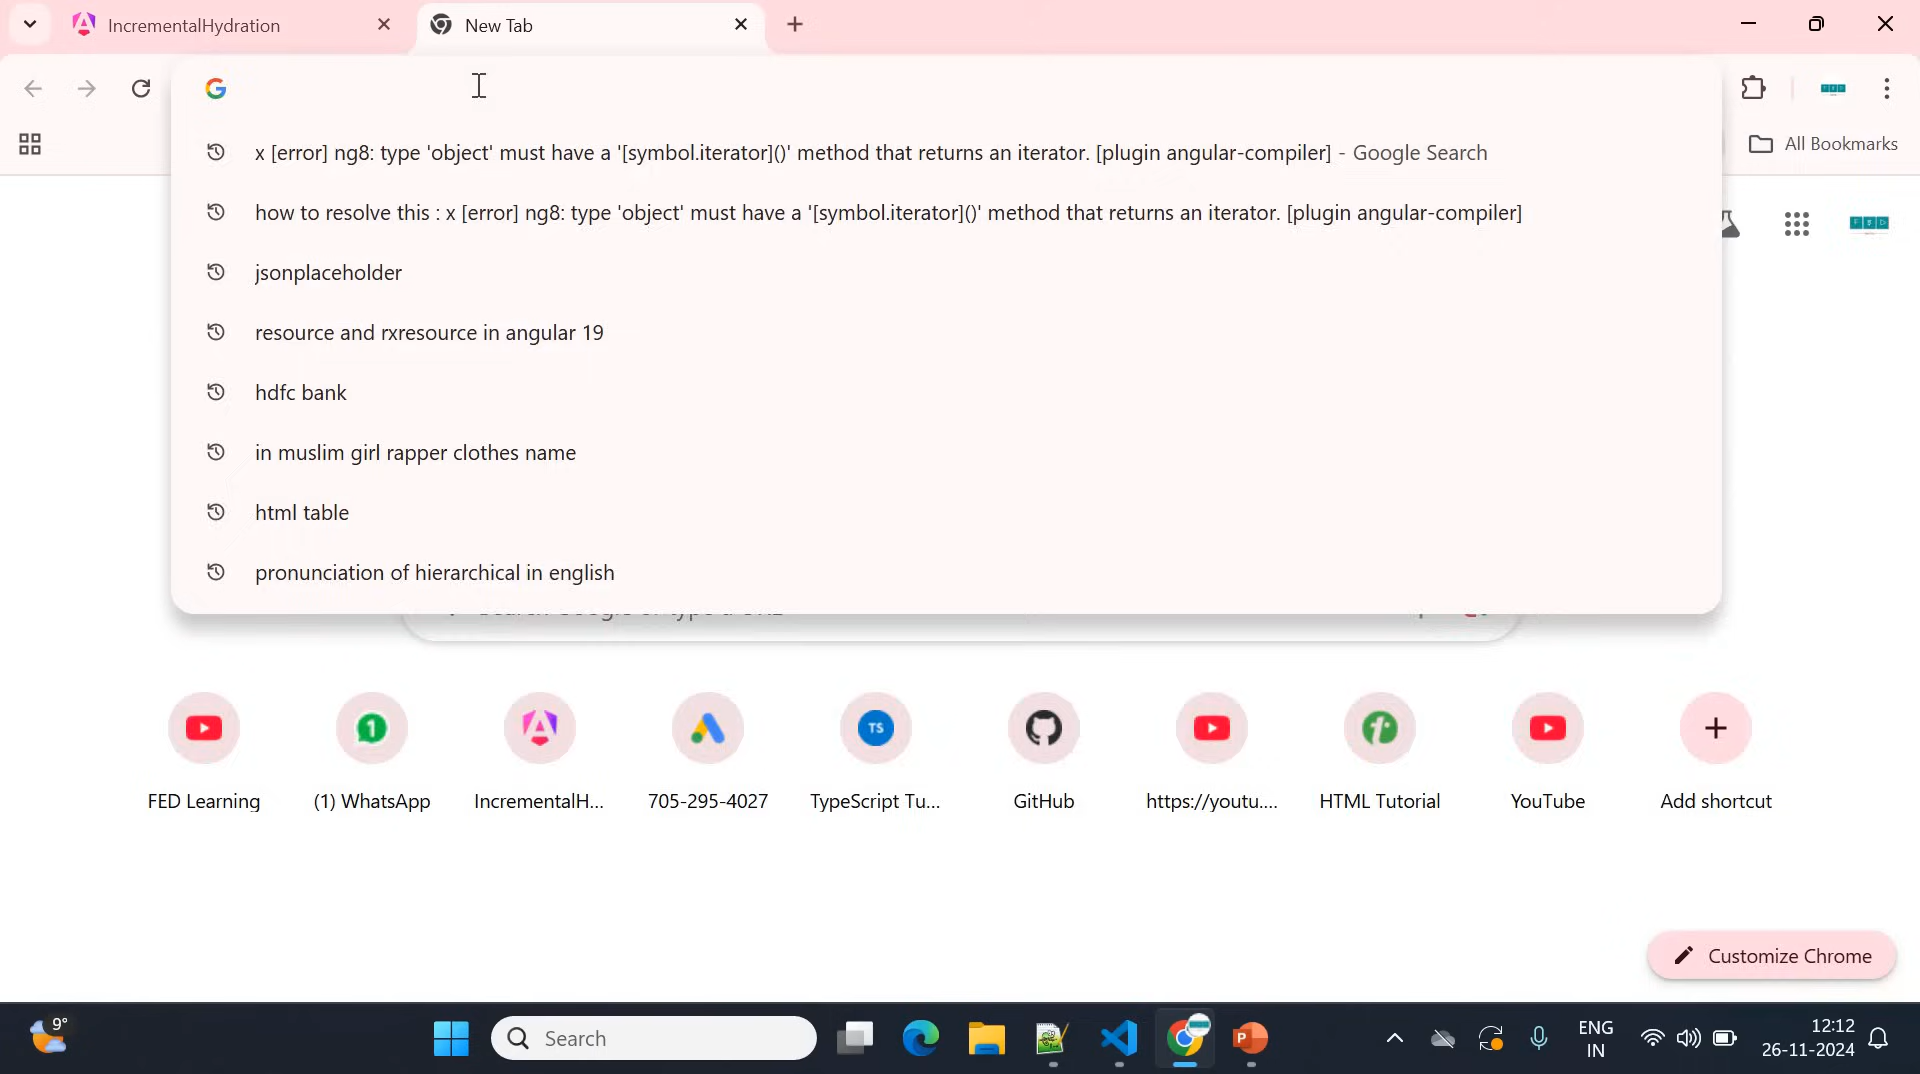 IncrementalHydration
New Tab
All Bookmarks
x [error] ng8: type 'object' must have a '[symbol.iterator]()' method that returns an iterator. [plugin angular-compiler] - Google Search
how to resolve this : x [error] ng8: type 'object' must have a '[symbol.iterator]()' method that returns an iterator. [plugin angular-compiler]
jsonplaceholder
resource and rxresource in angular 19
hdfc bank
in muslim girl rapper clothes name
html table
pronunciation of hierarchical in english
FED Learning
(1) WhatsApp
IncrementalH...
705-295-4027
TypeScript Tu...
GitHub
https://youtu....
HTML Tutorial
YouTube
Add shortcut
Customize Chrome
9°
Search
ENG
IN
12:12
26-11-2024